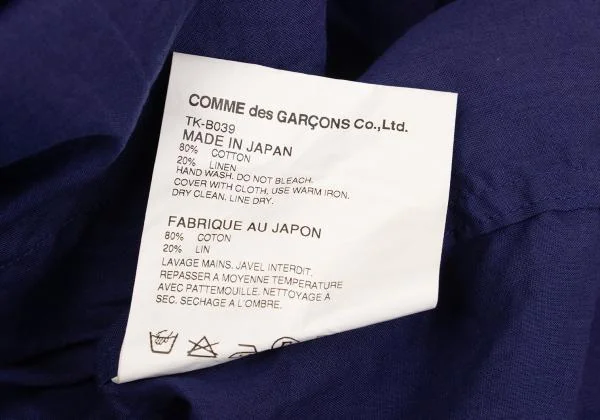 COMME des GARÇONS Co.,Ltd.
TK-B039
MADE IN JAPAN
80% COTTON
20% LINEN
HAND WASH. DO NOT BLEACH.
COVER WITH CLOTH, USE WARM IRON.
DRY CLEAN, LINE DRY.
FABRIQUE AU JAPON
80% COTON
20% LIN
LAVAGE MAINS. JAVEL INTERDIT.
REPASSER A MOYENNE TEMPERATURE
AVEC PATTEMOUILLE. NETTOYAGE A
SEC. SECHAGE A L'OMBRE.